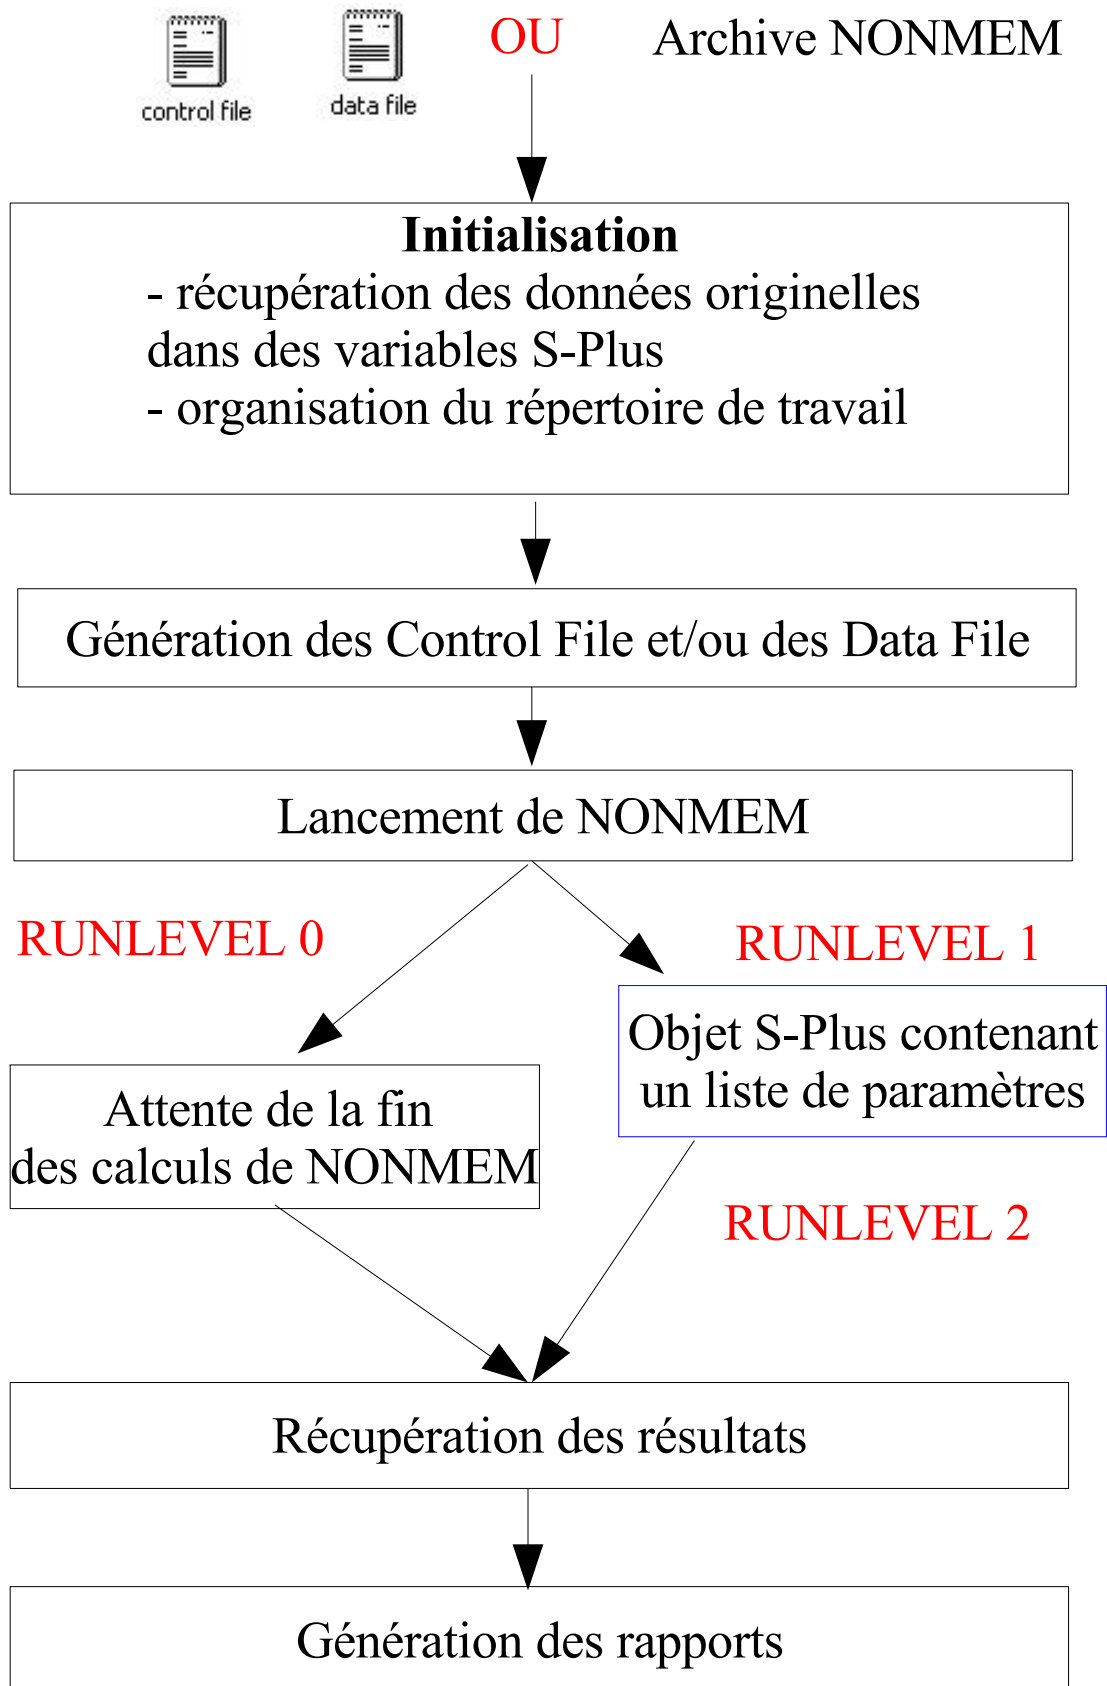 OU
Archive NONMEM
control file
data file
Initialisation
- récupération des données originelles
dans des variables S-Plus
- organisation du répertoire de travail
Génération des Control File et/ou des Data File
Lancement de NONMEM
RUNLEVEL 0
RUNLEVEL 1
Objet S-Plus contenant
un liste de paramètres
Attente de la fin
des calculs de NONMEM
RUNLEVEL 2
Récupération des résultats
Génération des rapports